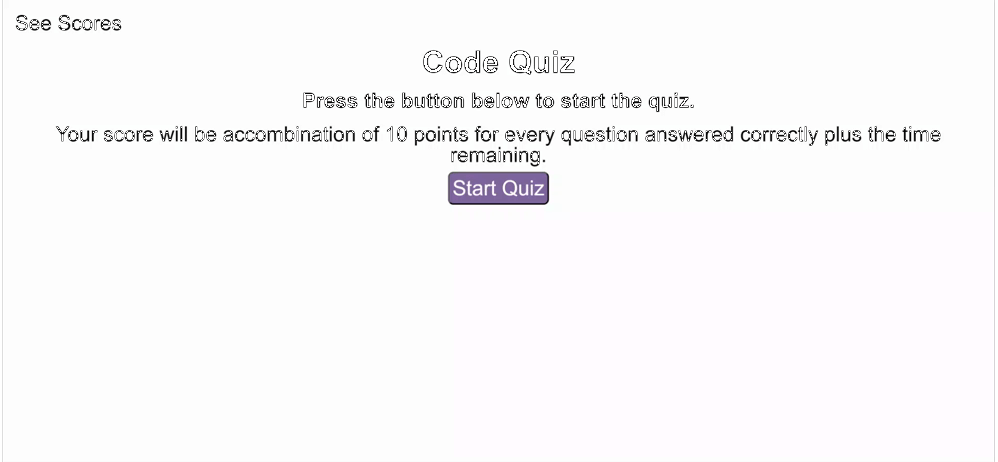 See Scores
Code Quiz
Press the button below to start the quiz.
Your score will be accombination of 10 points for every question answered correctly plus the time
remaining.
Start Quiz